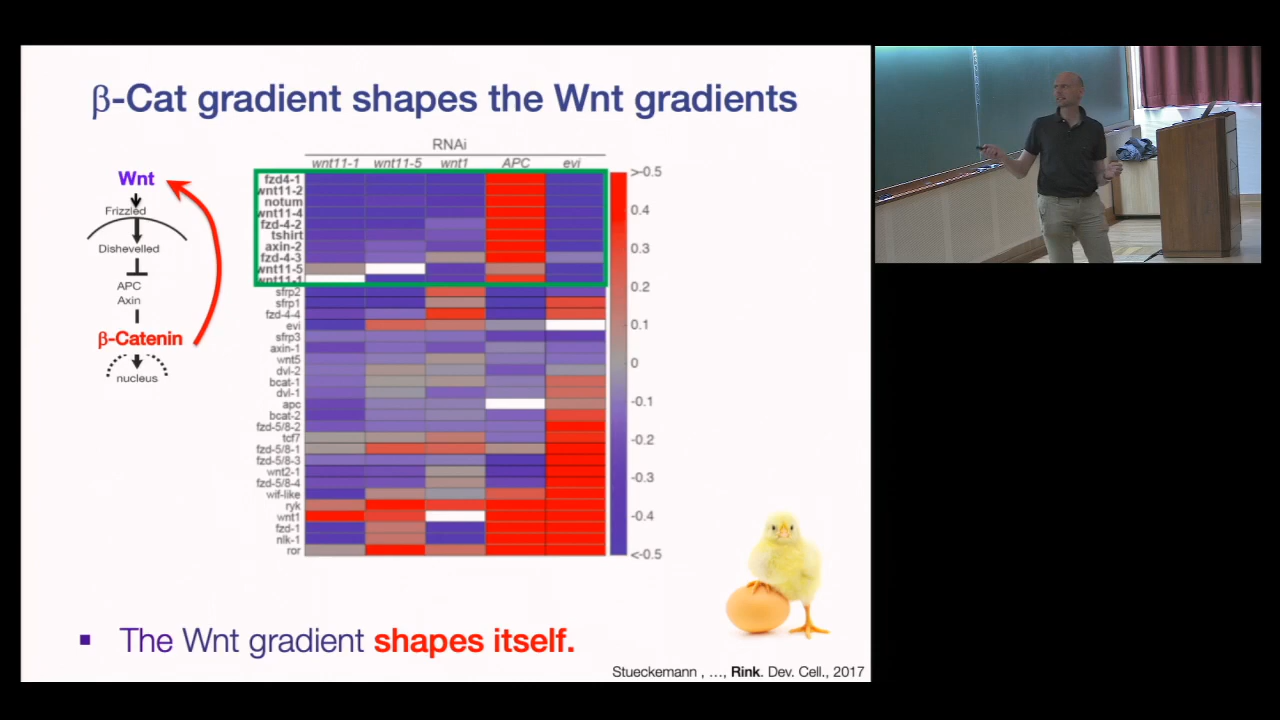 β-Cat gradient shapes the Wnt gradients
RNAi
wnt11-1 wnt11-5 wnt1 APC evi
Wnt
Frizzled
Dishevelled
APC
Axin
β-Catenin
nucleus
fzd4-1
wnt11-2
notum
wnt11-4
fzd-4-2
tshirt
axin-2
fzd-4-3
wnt11-5
wnt11-1
sfrp2
sfrp1
fzd-4-4
evi
sfrp3
axin-1
wnt5
dvl-2
bcat-1
dvl-1
apc
bcat-2
fzd-5/8-2
tcf7
fzd-5/8-1
fzd-5/8-3
wnt2-1
fzd-5/8-4
wif-like
ryk
wnt1
fzd-1
nlk-1
ror
>-0.5
0.4
0.3
0.2
0.1
0
-0.1
-0.2
-0.3
-0.4
<-0.5
▪ The Wnt gradient shapes itself.
Stueckemann , …, Rink. Dev. Cell., 2017